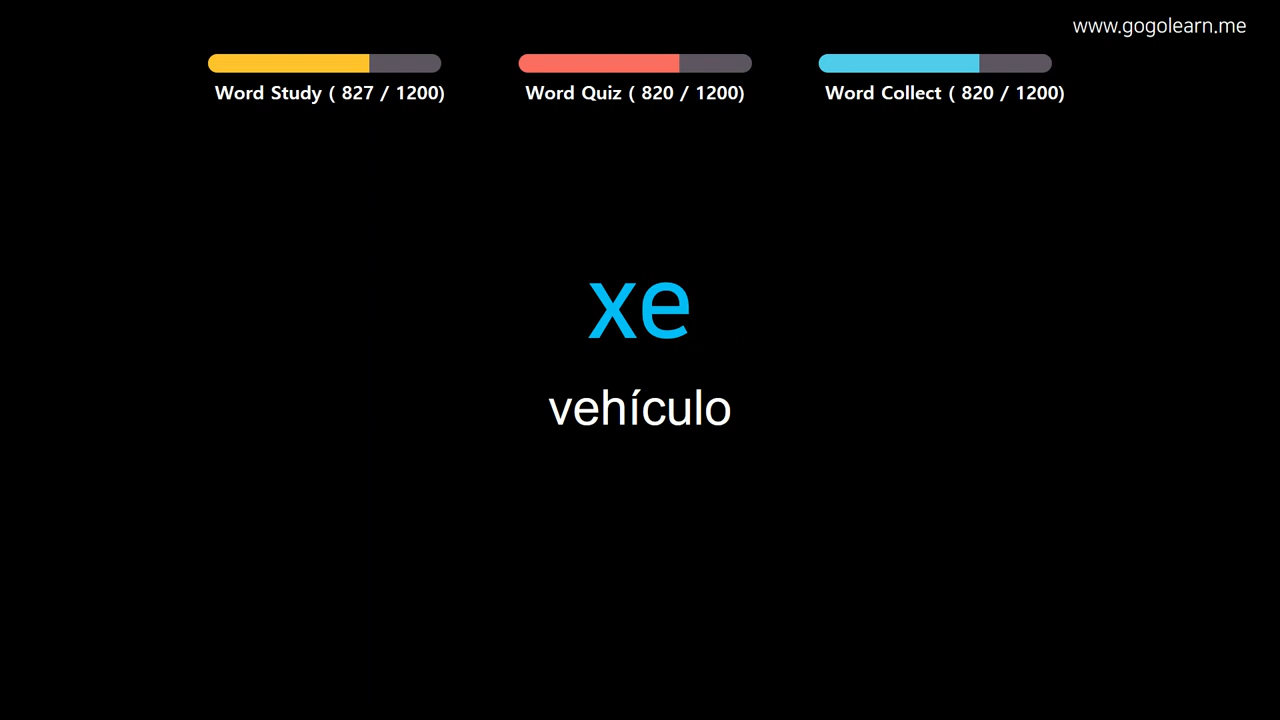 www.gogolearn.me
Word Study ( 827 / 1200)
Word Quiz ( 820 / 1200)
Word Collect ( 820 / 1200)
xe
vehículo